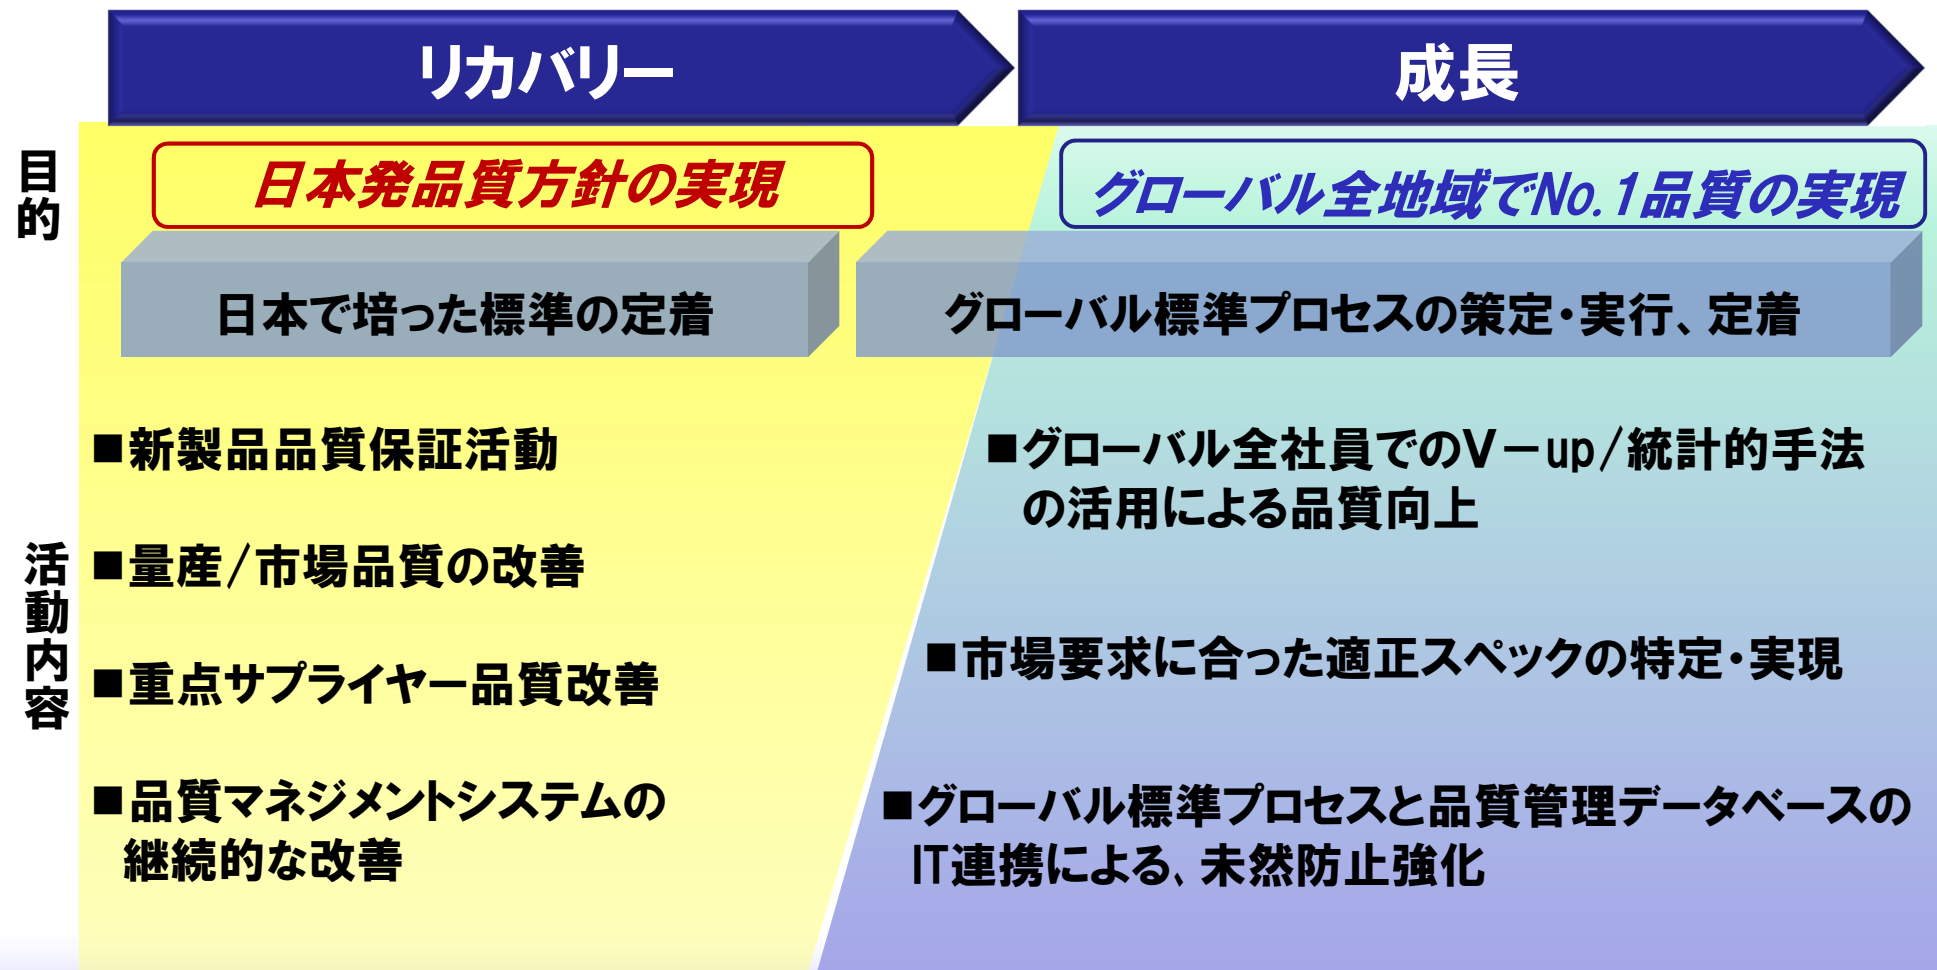 リカバリー
成長
目的
日本発品質方針の実現
グローバル全地域でNo.1品質の実現
日本で培った標準の定着
グローバル標準プロセスの策定・実行、定着
活動内容
■新製品品質保証活動
■量産/市場品質の改善
■重点サプライヤー品質改善
■品質マネジメントシステムの
継続的な改善
■グローバル全社員でのV－up/統計的手法
の活用による品質向上
■市場要求に合った適正スペックの特定・実現
■グローバル標準プロセスと品質管理データベースの
IT連携による、未然防止強化